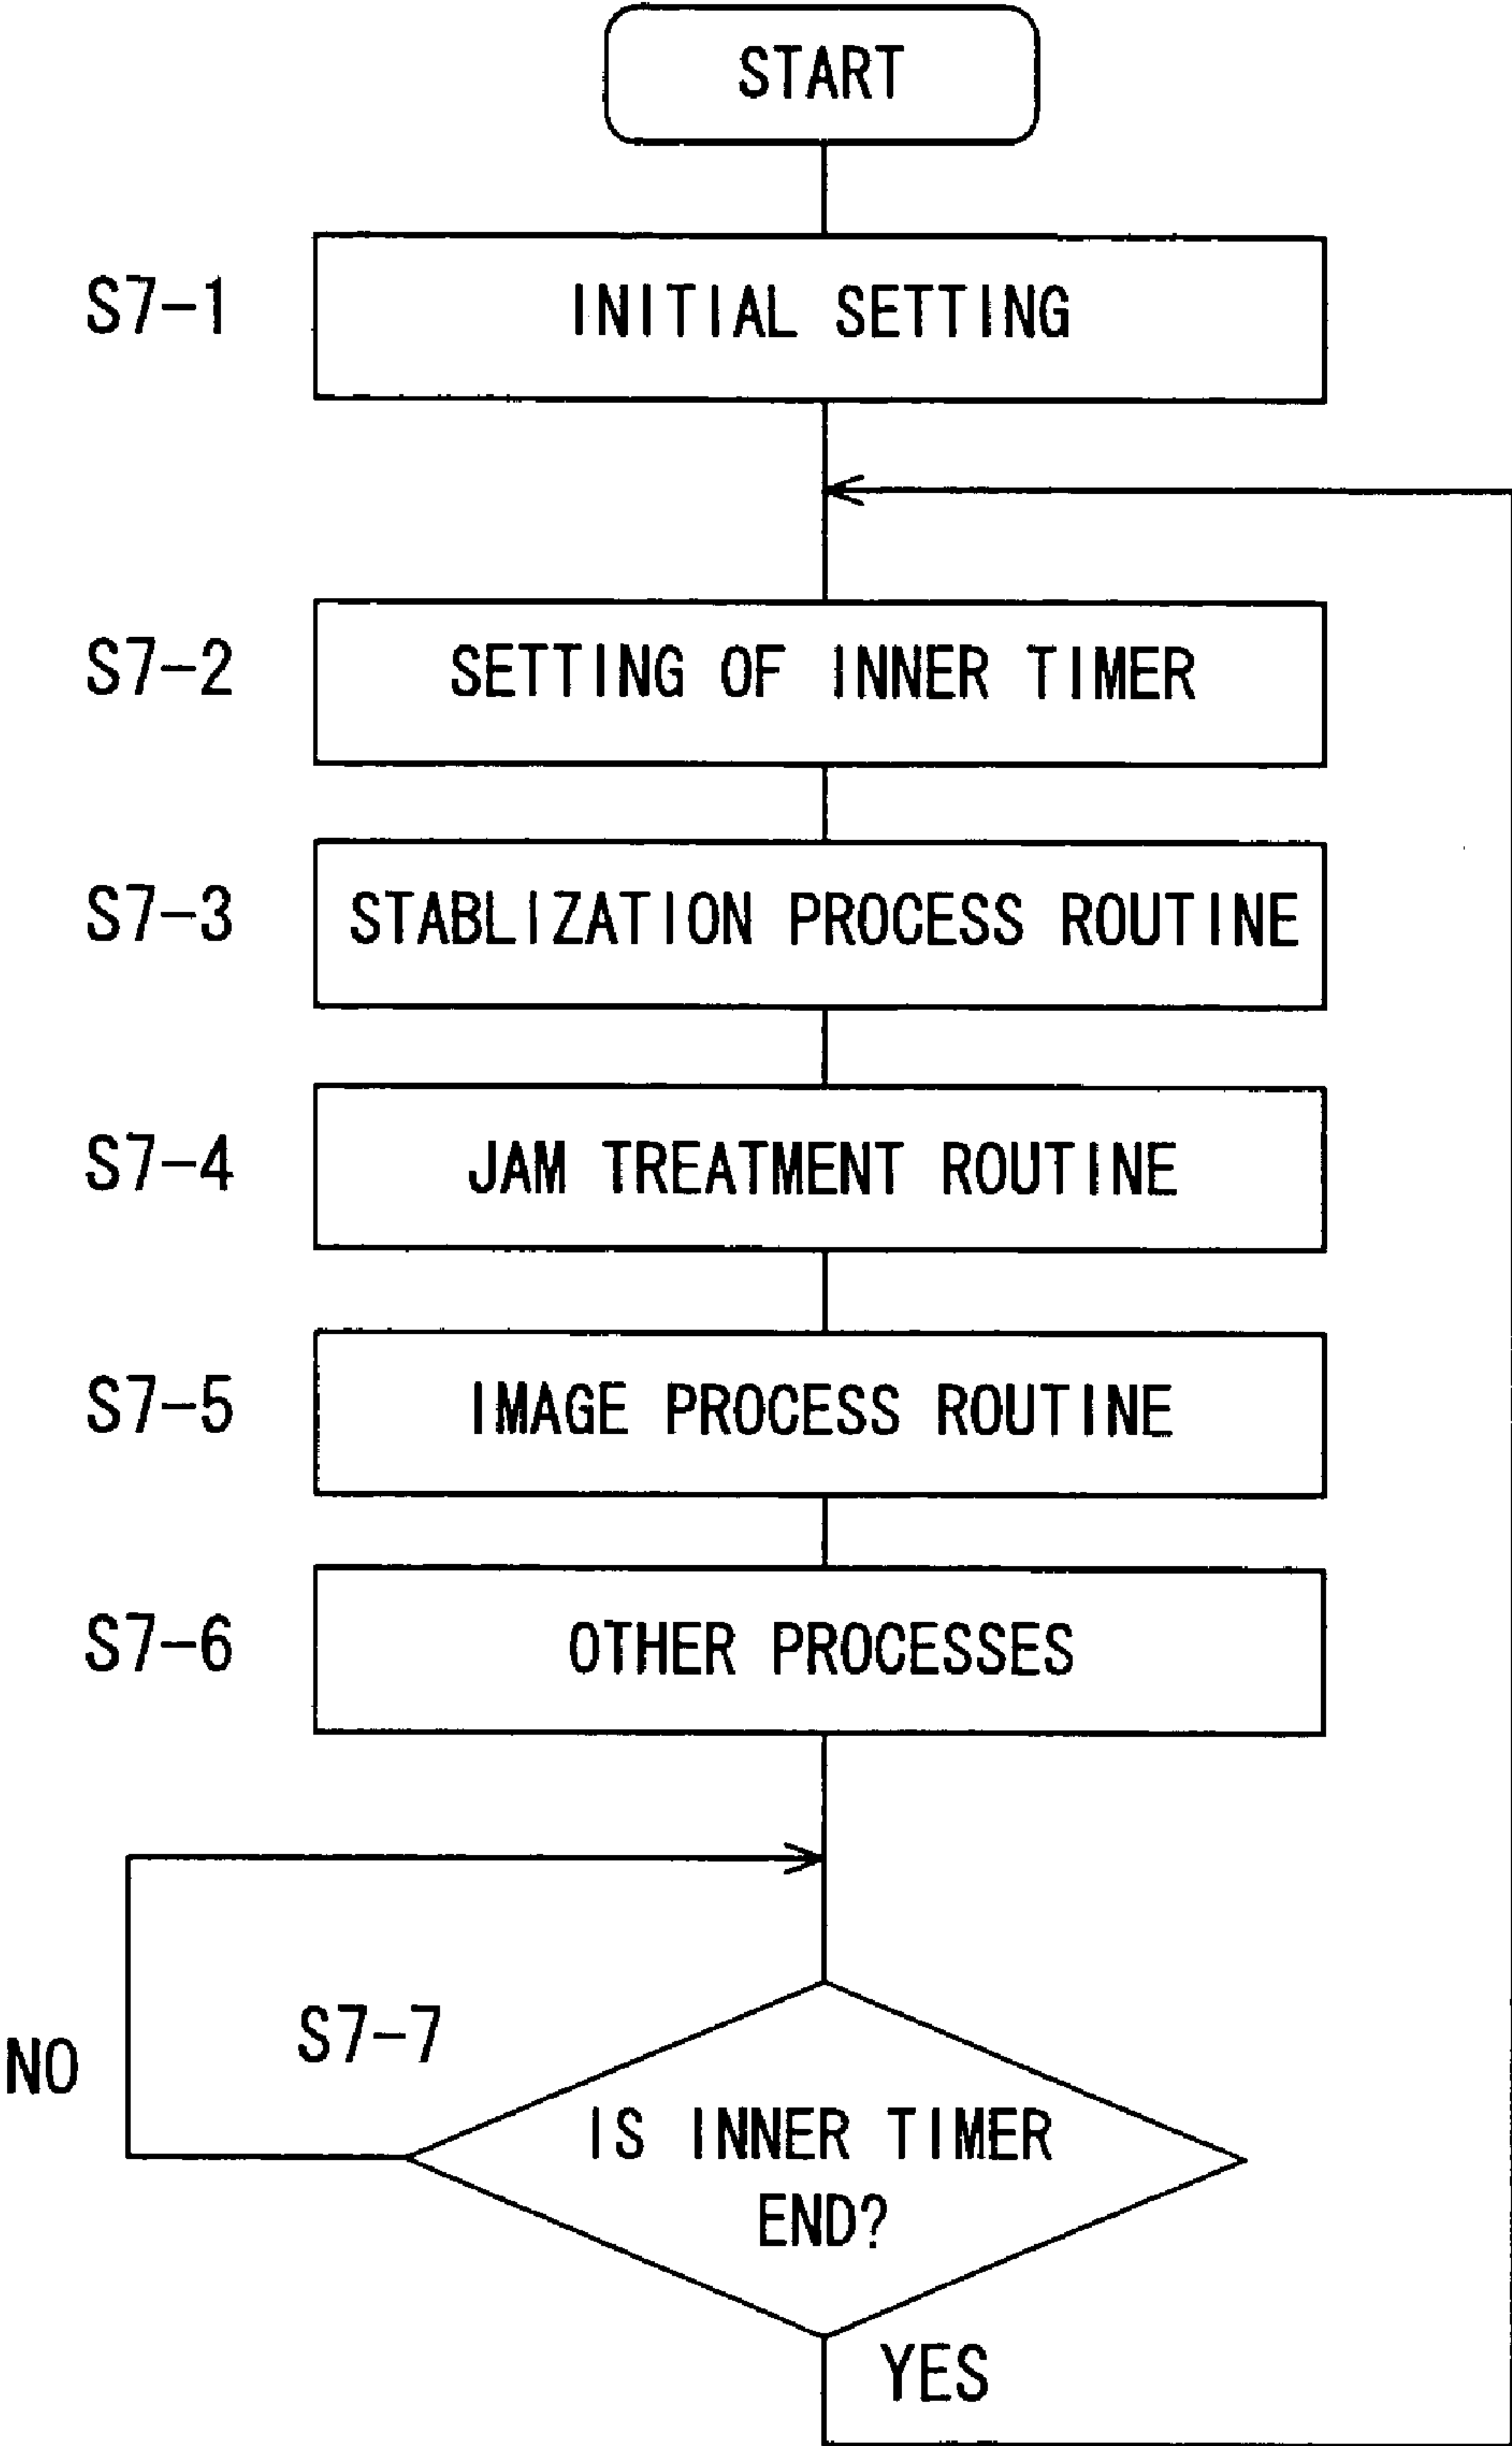 START
S7-1
INITIAL SETTING
S7-2
SETTING OF INNER TIMER
S7-3
STABLIZATION PROCESS ROUTINE
S7-4
JAM TREATMENT ROUTINE
S7-5
IMAGE PROCESS ROUTINE
S7-6
OTHER PROCESSES
S7-7
NO
IS INNER TIMER
END?
YES